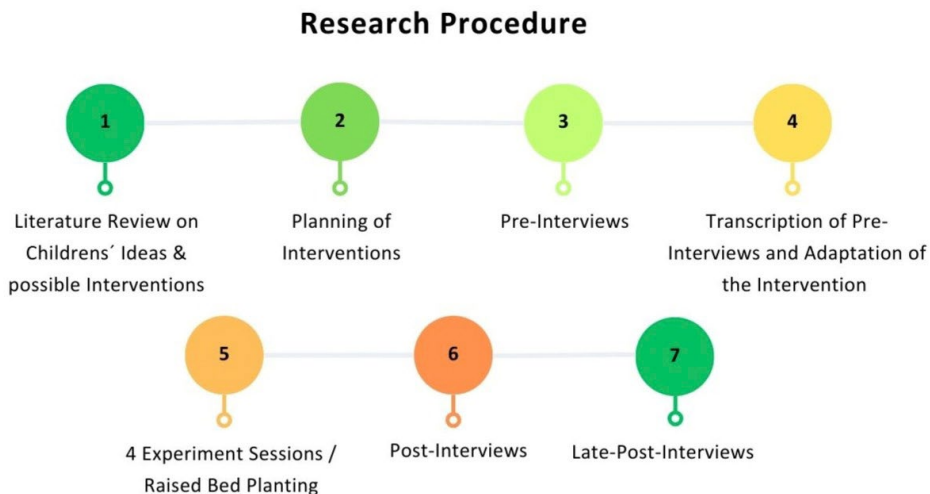 Research Procedure
1
2
3
4
Literature Review on
Childrens´ Ideas &
possible Interventions
Planning of
Interventions
Pre-Interviews
Transcription of Pre-
Interviews and Adaptation of
the Intervention
5
6
7
4 Experiment Sessions /
Raised Bed Planting
Post-Interviews
Late-Post-Interviews